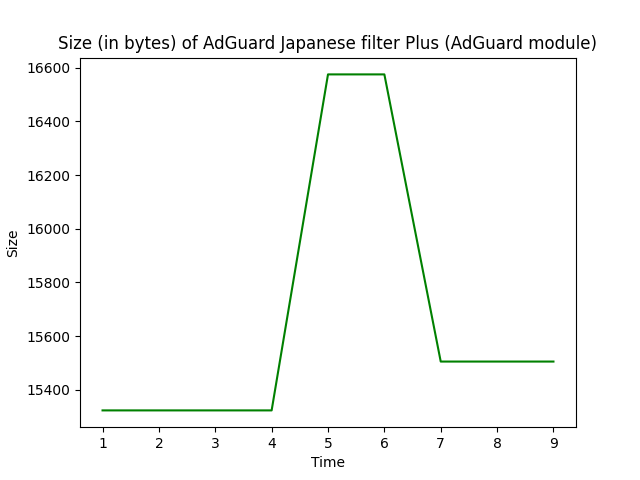 Size (in bytes) of AdGuard Japanese filter Plus (AdGuard module)
16600
16400
16200
16000
15800
15600
15400
Size
1 2 3 4 5 6 7 8 9
Time